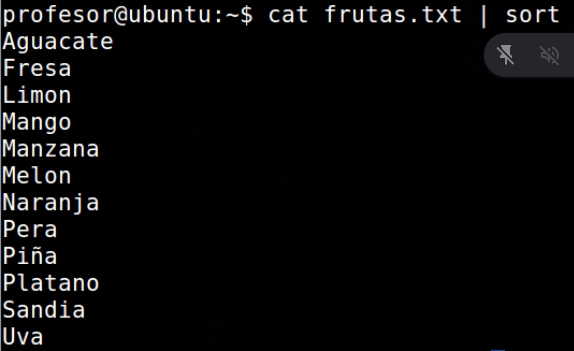 profesor@ubuntu:~$ cat frutas.txt | sort
Aguacate
Fresa
Limon
Mango
Manzana
Melon
Naranja
Pera
Piña
Platano
Sandia
Uva